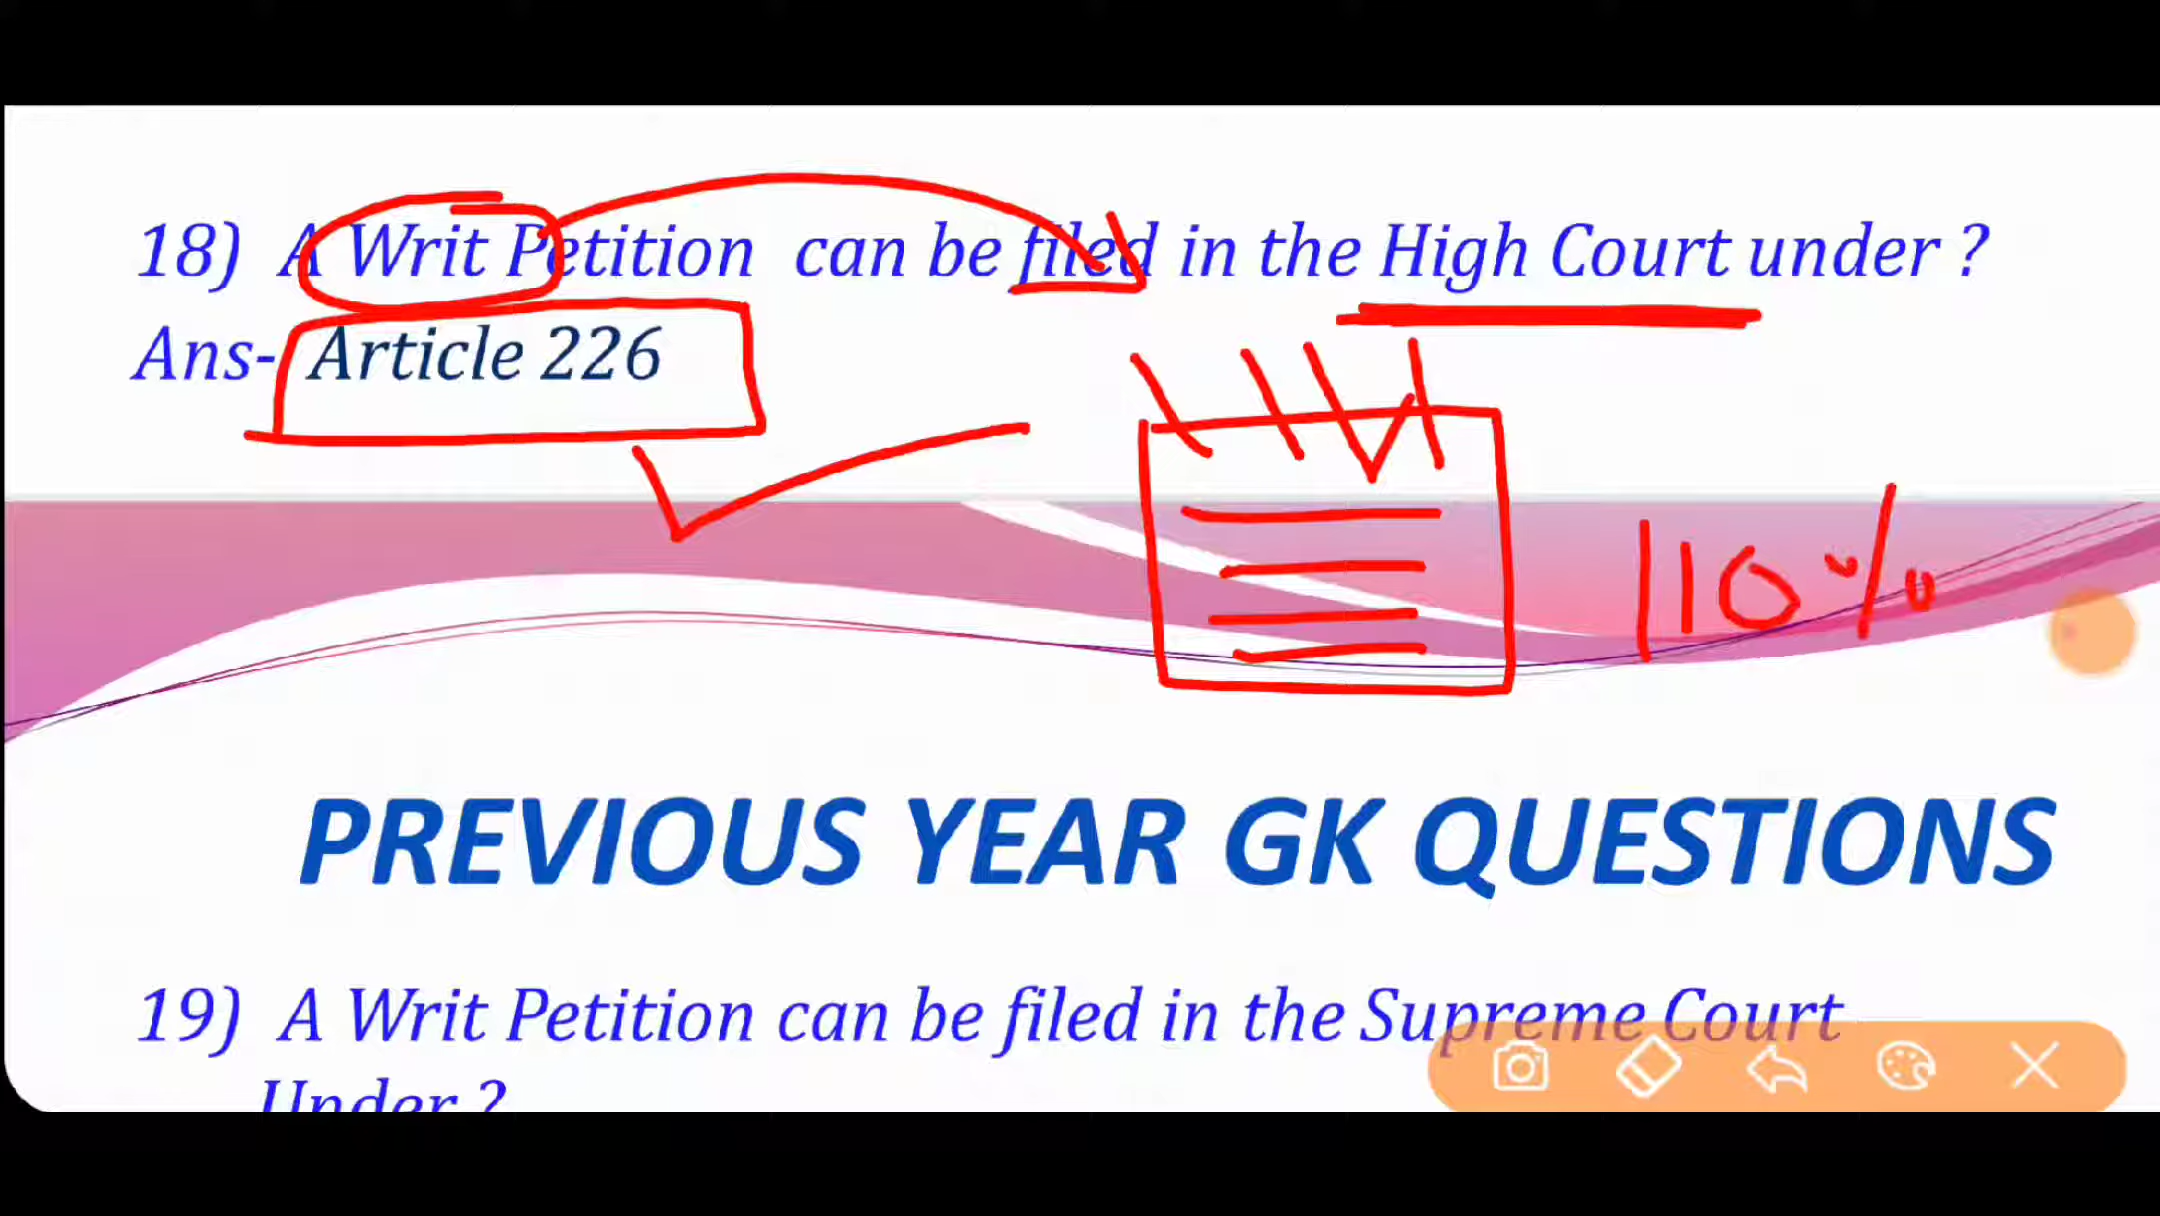 18) A Writ Petition can be filed in the High Court under ?
Ans- Article 226
110%
PREVIOUS YEAR GK QUESTIONS
19) A Writ Petition can be filed in the Supreme Court
Under ?